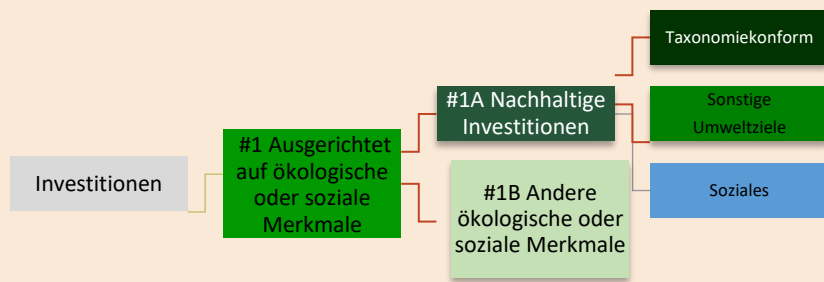 Investitionen
#1 Ausgerichtet
auf ökologische
oder soziale
Merkmale
#1A Nachhaltige
Investitionen
#1B Andere
ökologische oder
soziale Merkmale
Taxonomiekonform
Sonstige
Umweltziele
Soziales